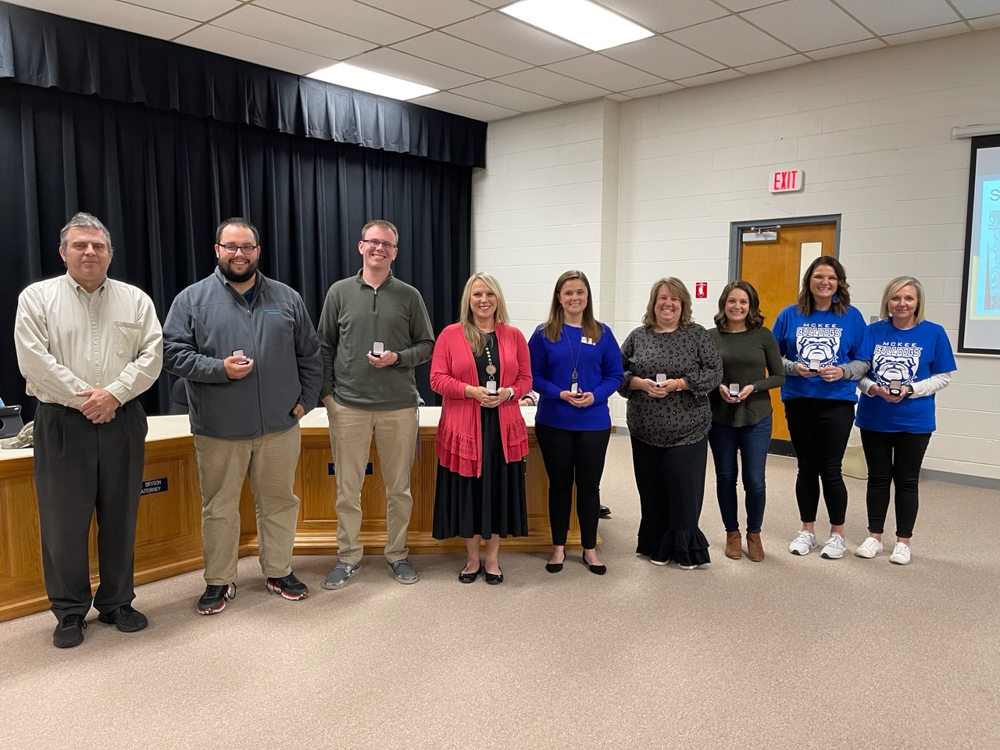 EXIT
S
MCKEE
BULLDOGS
MCKEE
BULLDOGS
BRYSON
ATTORNEY